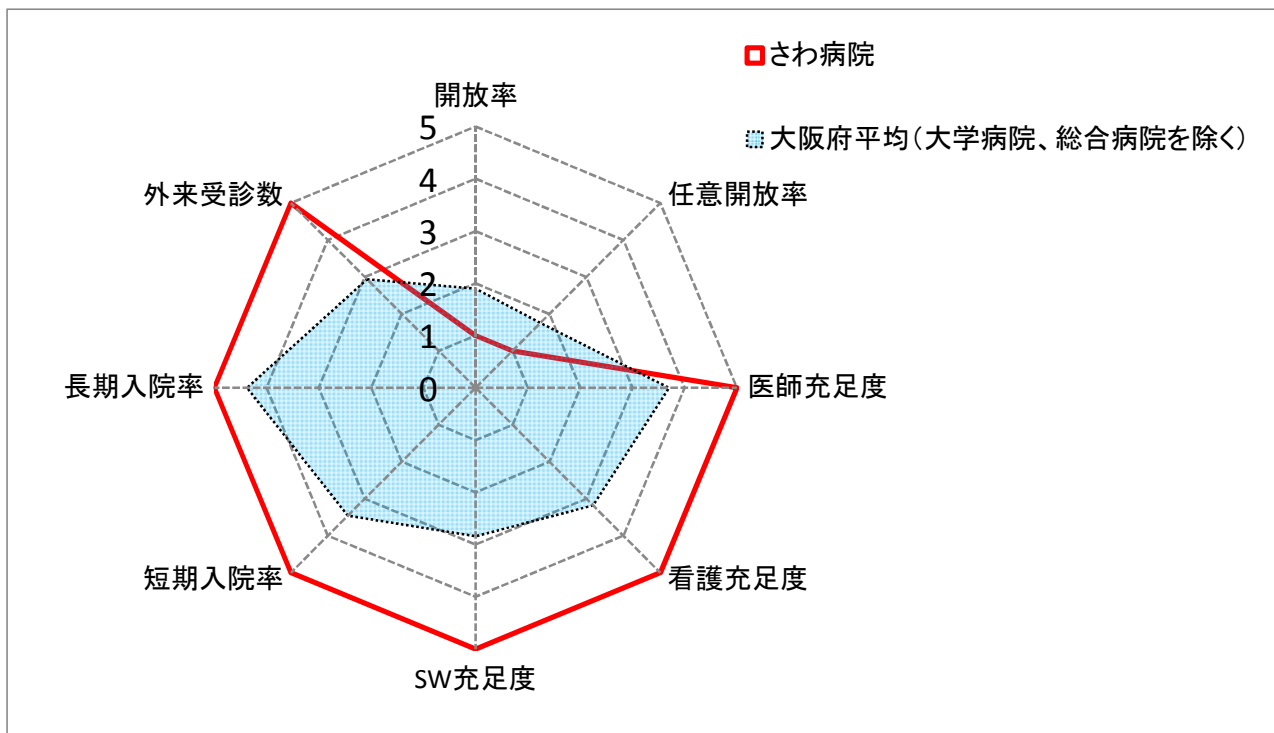 さわ病院
大阪府平均（大学病院、総合病院を除く）
開放率
任意開放率
医師充足度
看護充足度
SW充足度
短期入院率
長期入院率
外来受診数
5
4
3
2
1
0